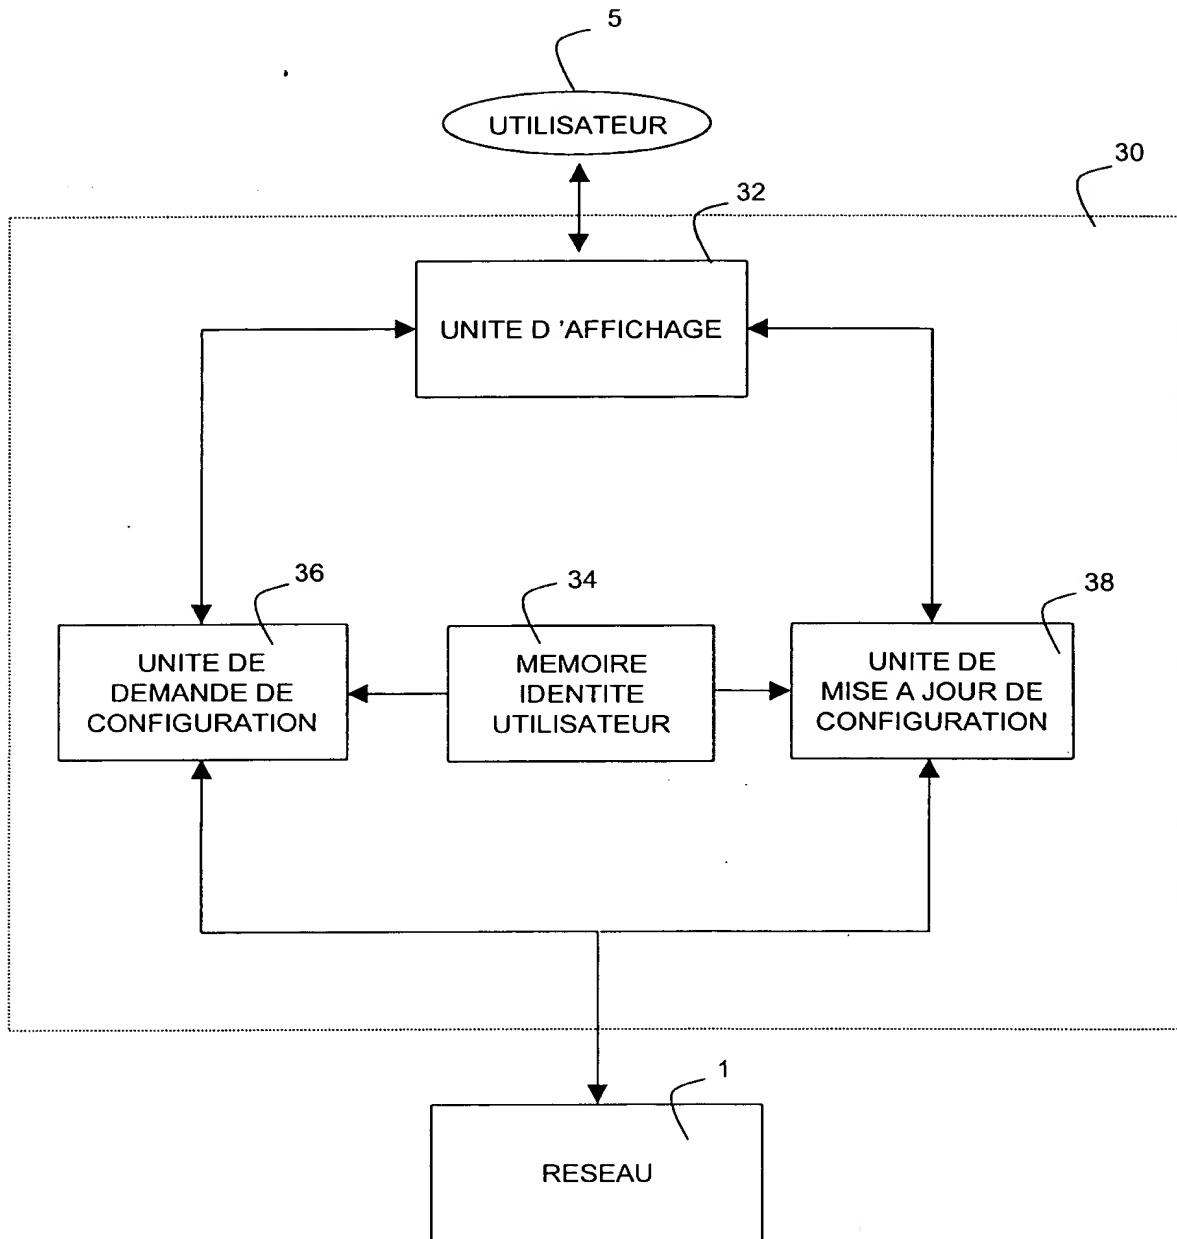 5
UTILISATEUR
30
32
UNITE D 'AFFICHAGE
36
34
38
UNITE DE
DEMANDE DE
CONFIGURATION
MEMOIRE
IDENTITE
UTILISATEUR
UNITE DE
MISE A JOUR DE
CONFIGURATION
1
RESEAU